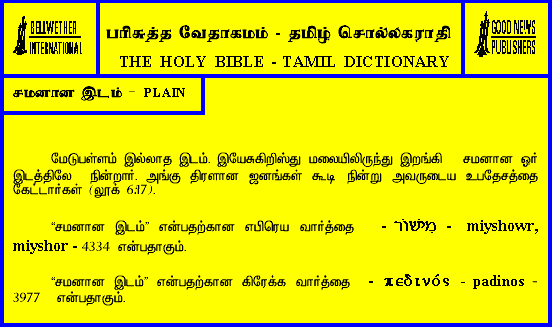 BELLWETHER
INTERNATIONAL
பரிசுத்த வேதாகமம் - தமிழ் சொல்லகராதி
THE HOLY BIBLE - TAMIL DICTIONARY
GOOD NEWS
PUBLISHERS
சமனான இடம் - PLAIN
மேடுபள்ளம் இல்லாத இடம். இயேசுகிறிஸ்து மலையிலிருந்து இறங்கி சமனான ஓர்
இடத்திலே நின்றார். அங்கு திரளான ஜனங்கள் கூடி நின்று அவருடைய உபதேசத்தை
கேட்டார்கள் (லூக் 6:17).
“சமனான இடம்” என்பதற்கான எபிரெய வார்த்தை - מִישׁוֹר - miyshowr,
miyshor - 4334 என்பதாகும்.
“சமனான இடம்” என்பதற்கான கிரேக்க வார்த்தை - πεδινός - padinos -
3977 என்பதாகும்.